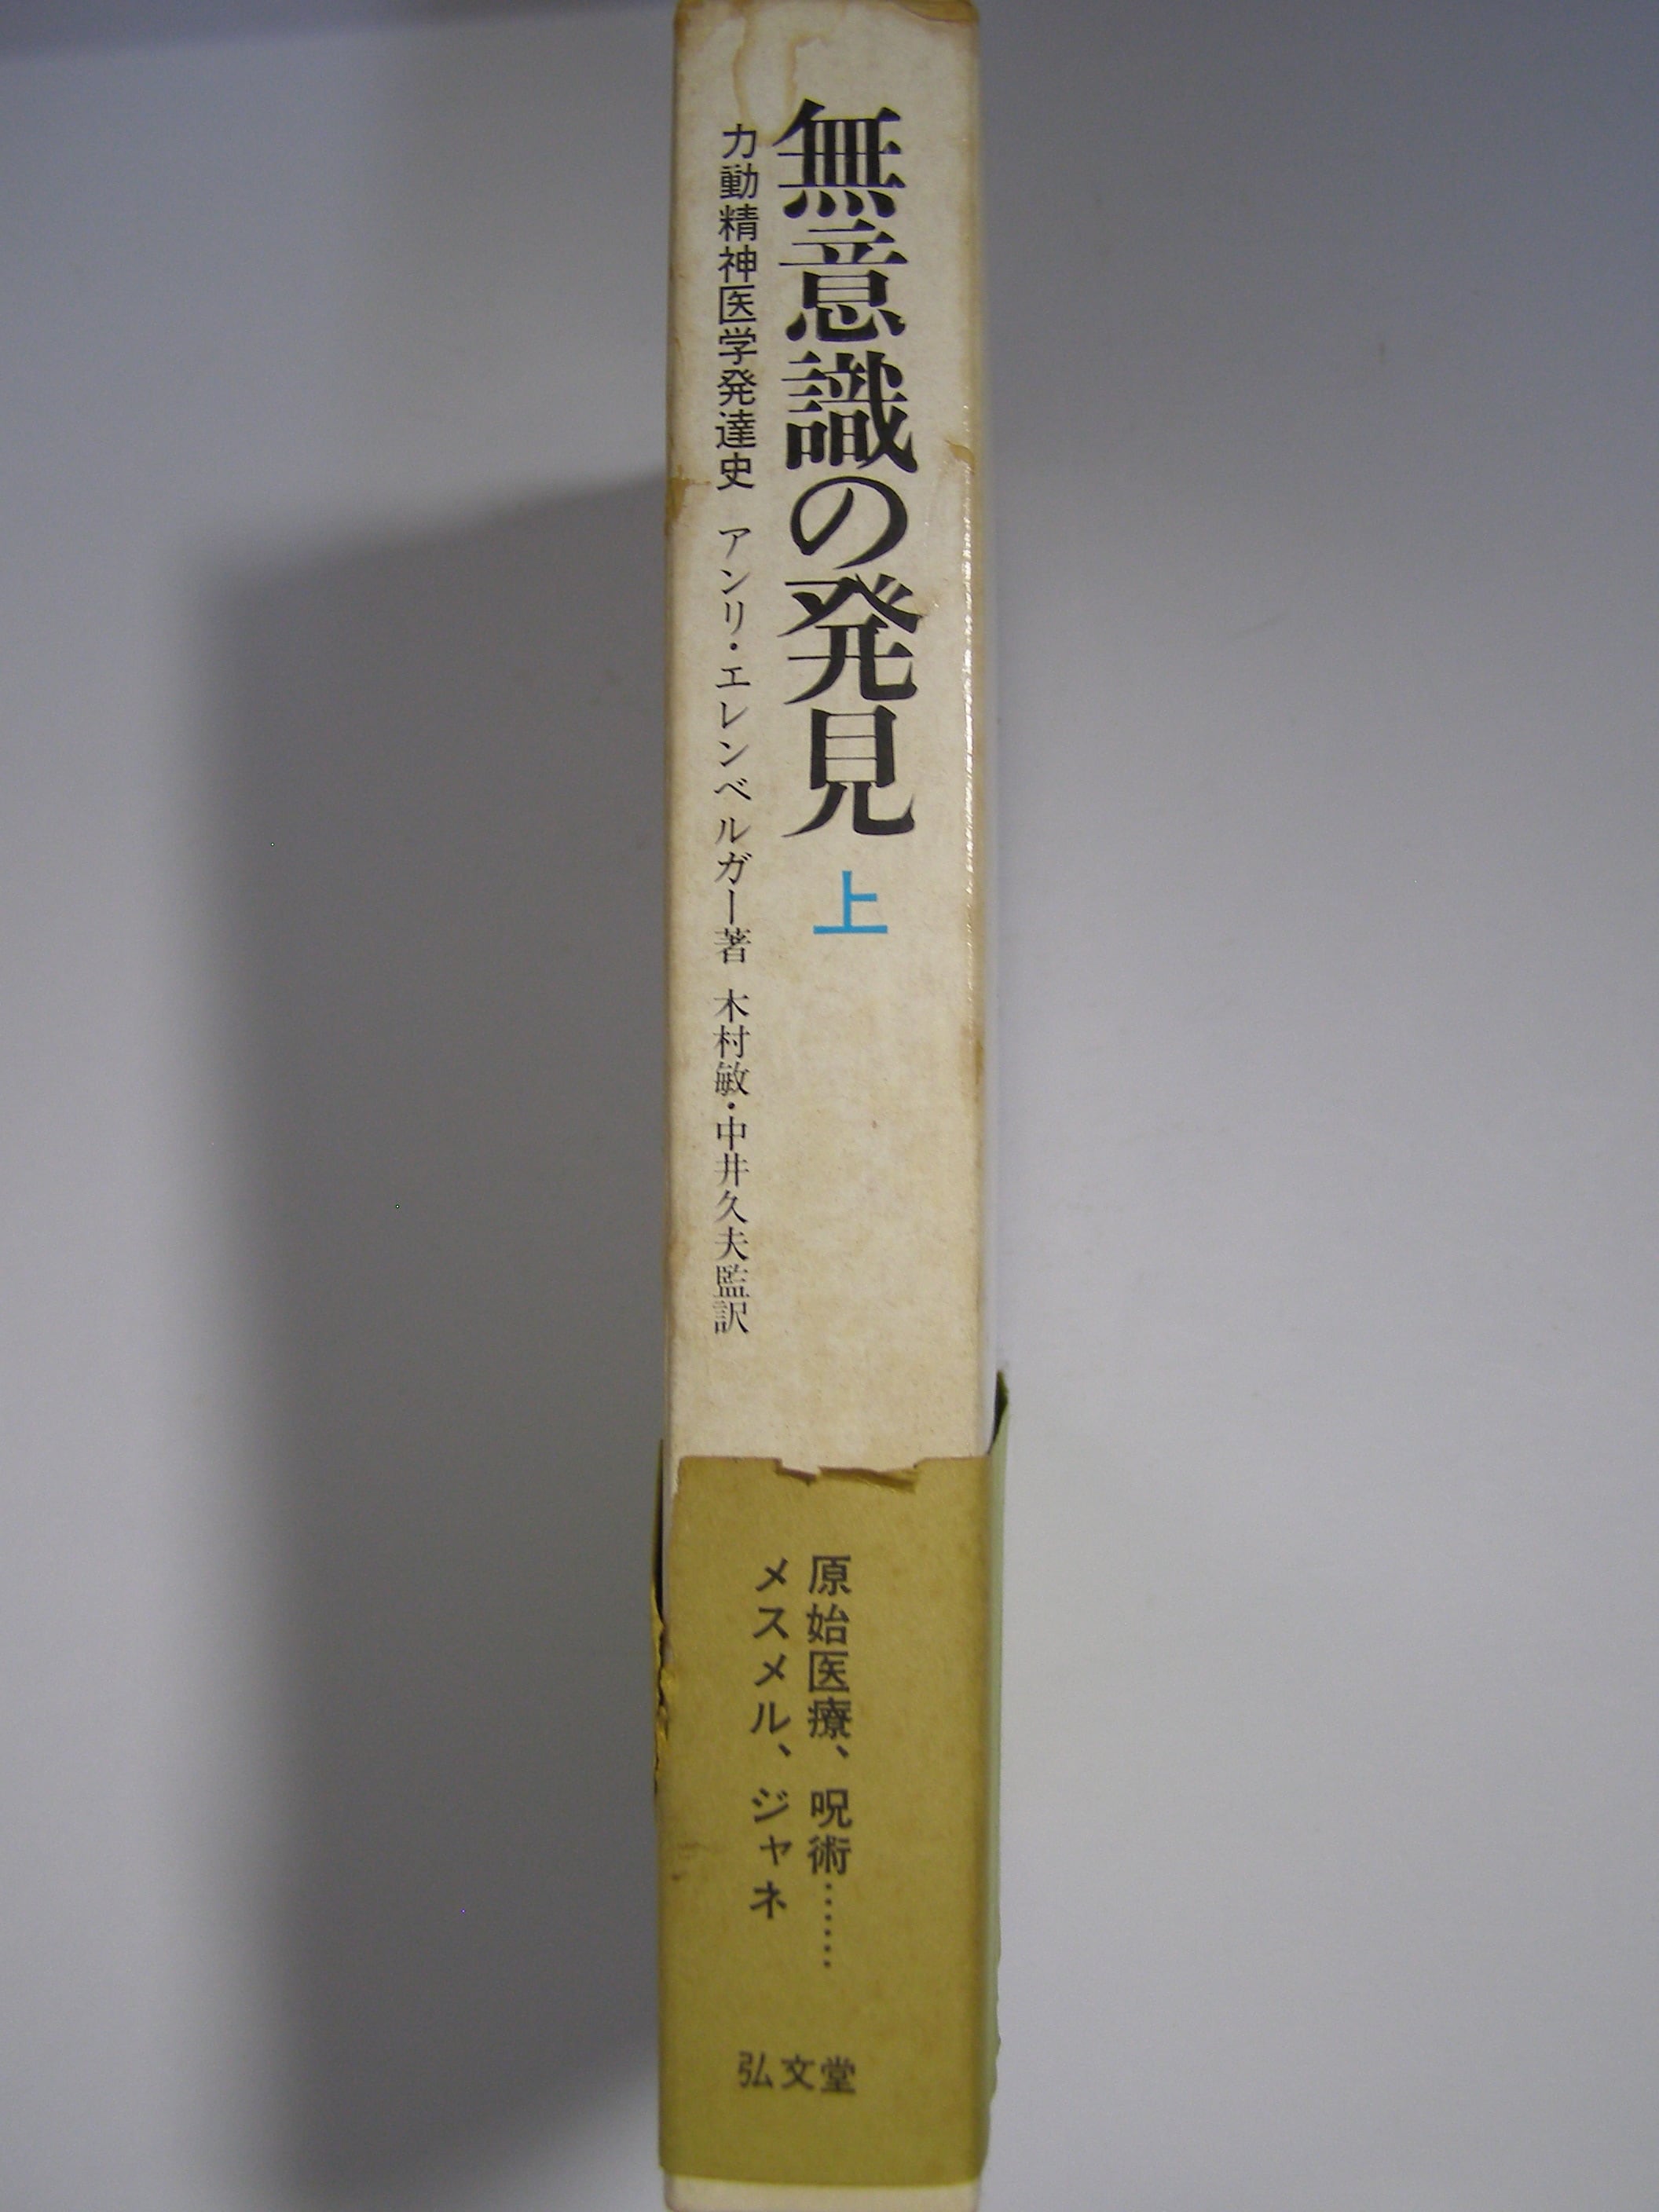 無意識の発見 上
力動精神医学発達史 アンリ・エレンベルガー著 木村敏・中井久夫監訳
原始医療、呪術……
メスメル、ジャネ
弘文堂